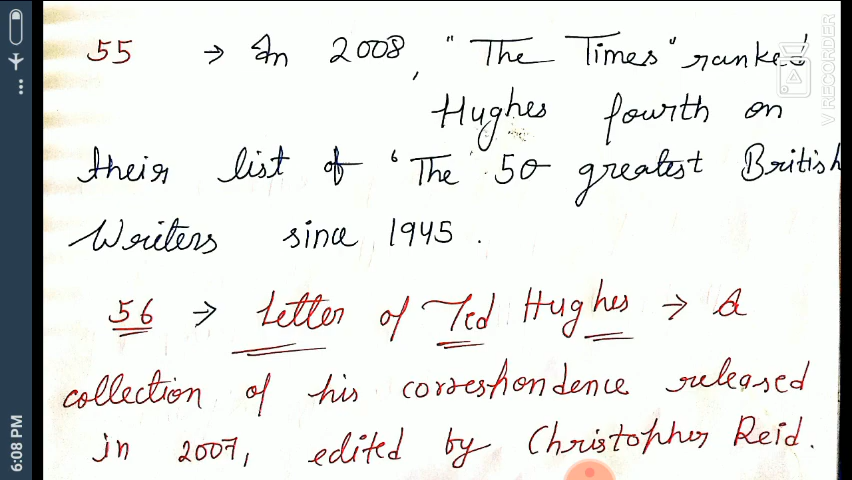 55 → In 2008, "The Times" ranked
Hughes fourth on
their list of 'The 50 greatest British
Writers since 1945.
56 → Letter of Ted Hughes → A
collection of his correshondence released
in 2007, edited by Christopher Reid.
6:08 PM
V RECORDER